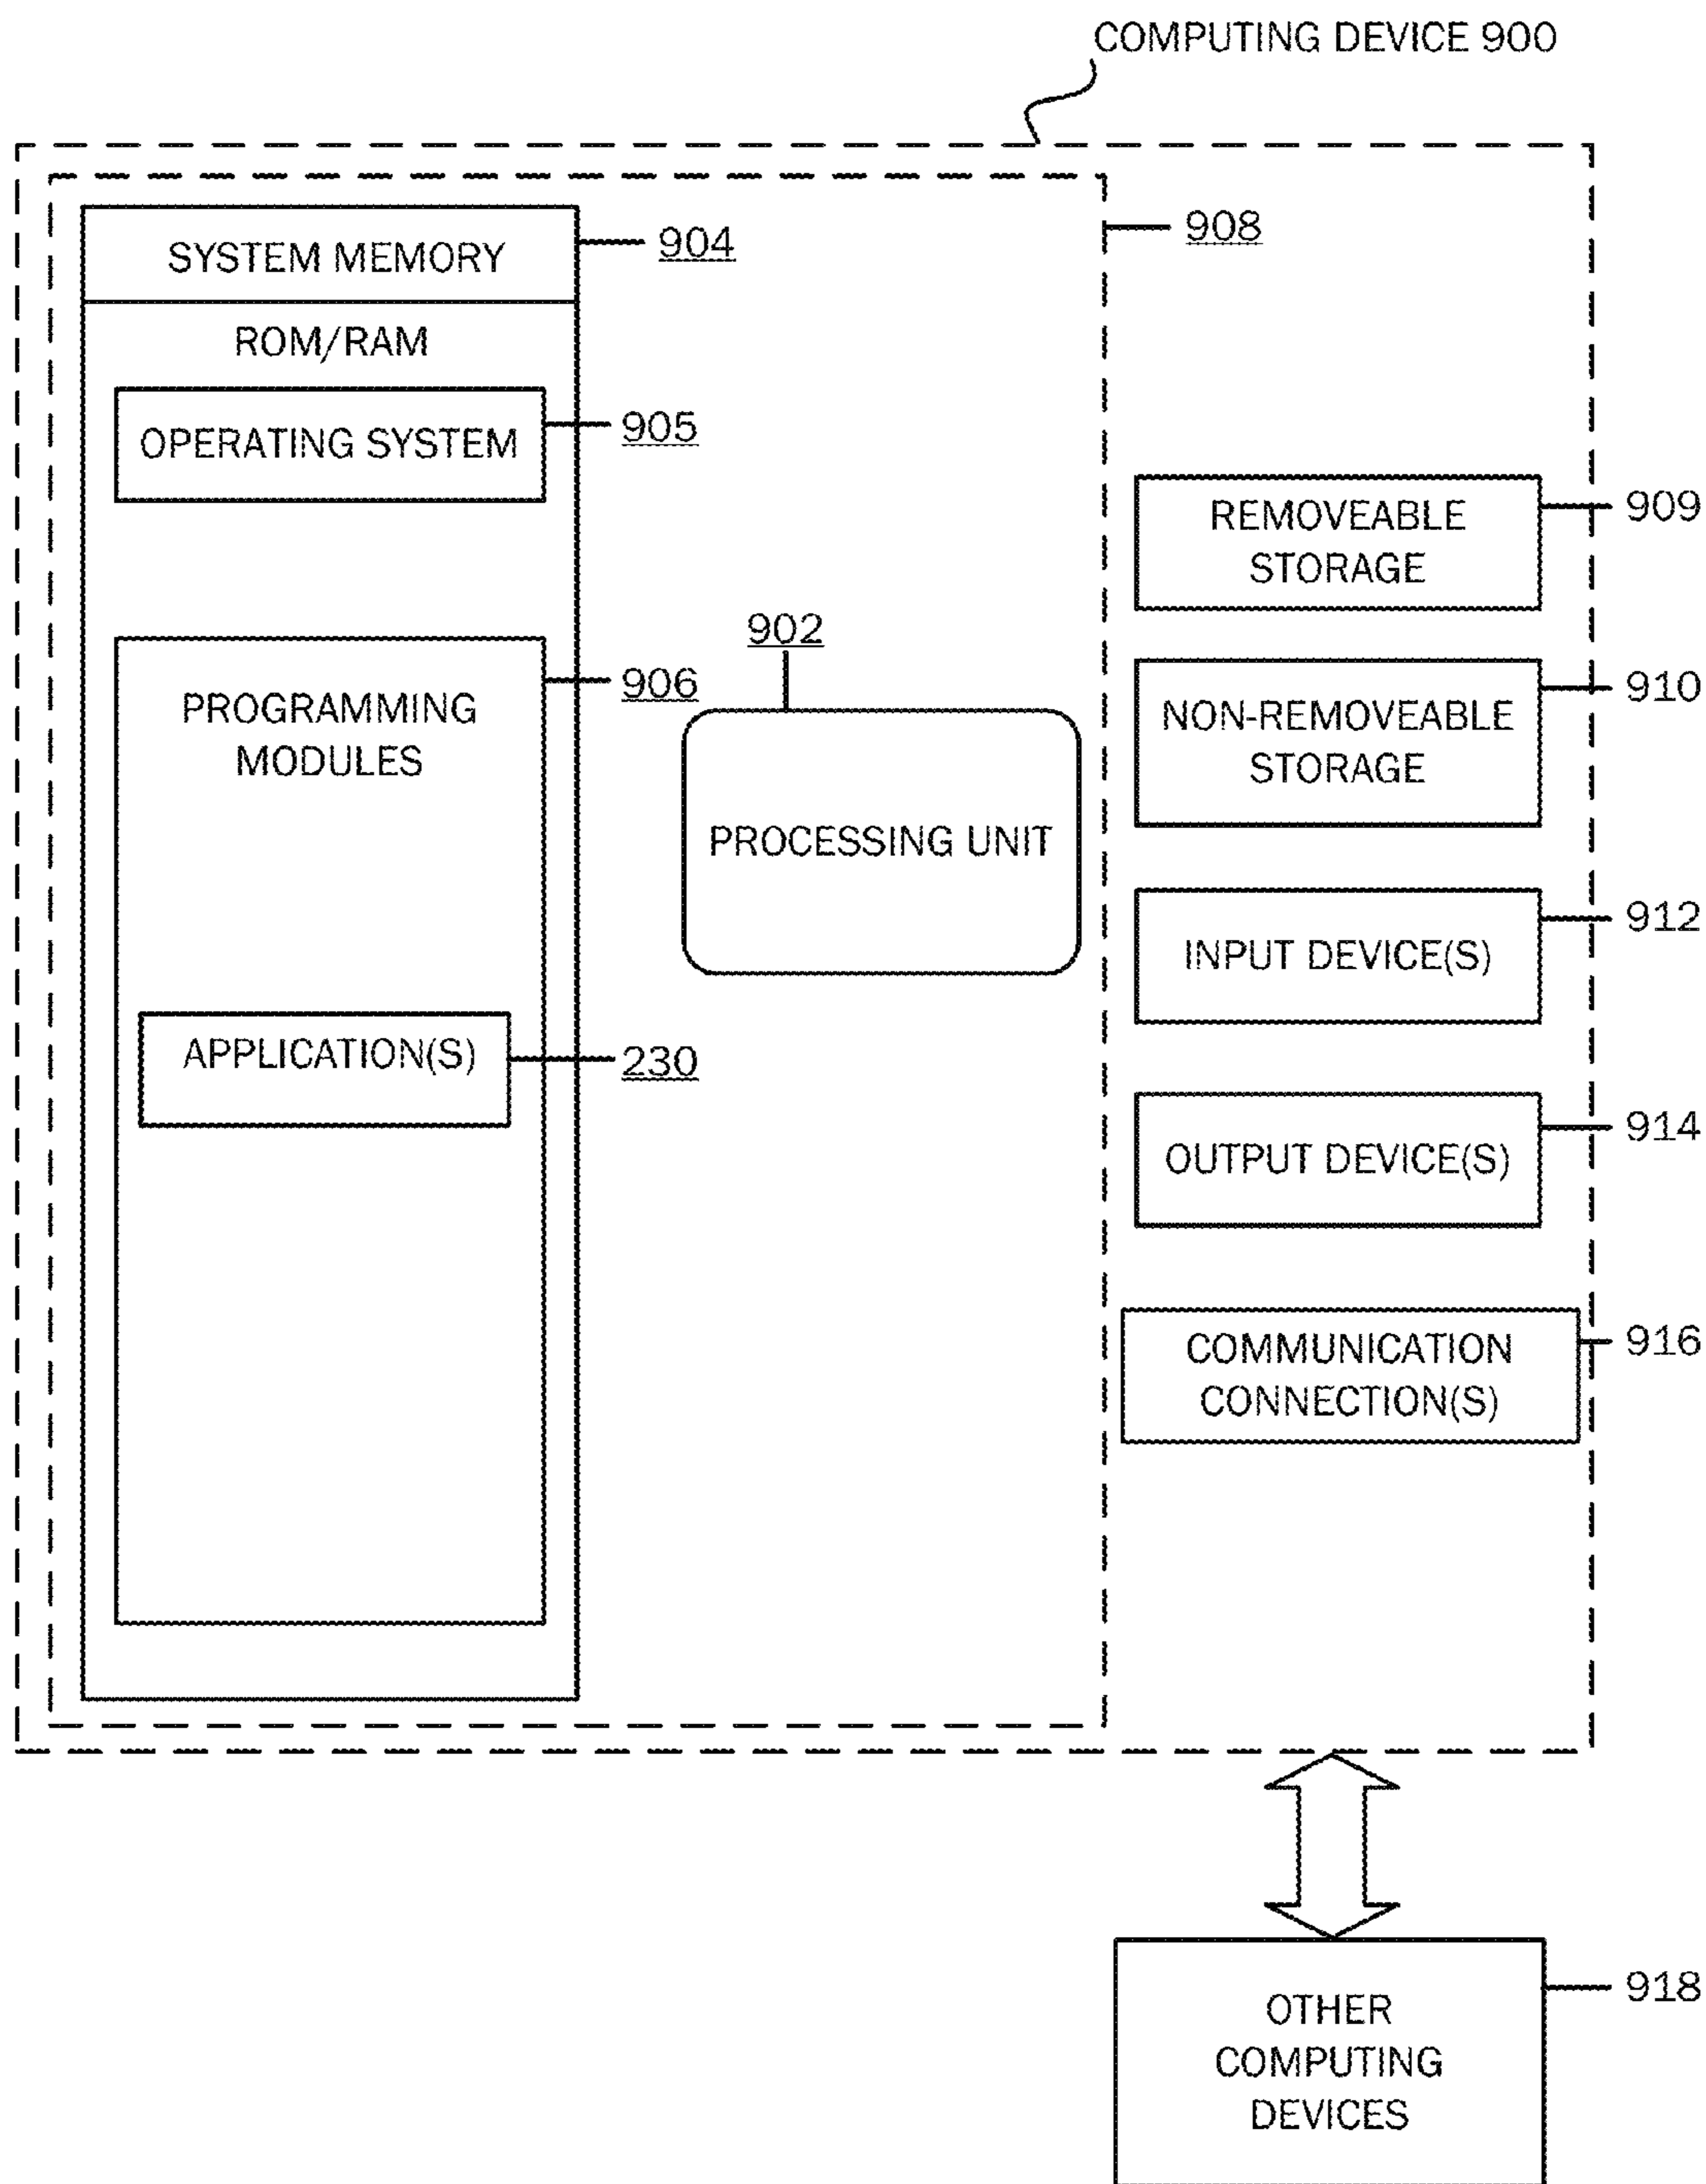 COMPUTING DEVICE 900
SYSTEM MEMORY
904
908
ROM/RAM
OPERATING SYSTEM
905
REMOVEABLE
STORAGE
909
902
PROGRAMMING
MODULES
906
NON-REMOVEABLE
STORAGE
910
PROCESSING UNIT
INPUT DEVICE(S)
912
APPLICATION(S)
230
OUTPUT DEVICE(S)
914
COMMUNICATION
CONNECTION(S)
916
OTHER
COMPUTING
DEVICES
918